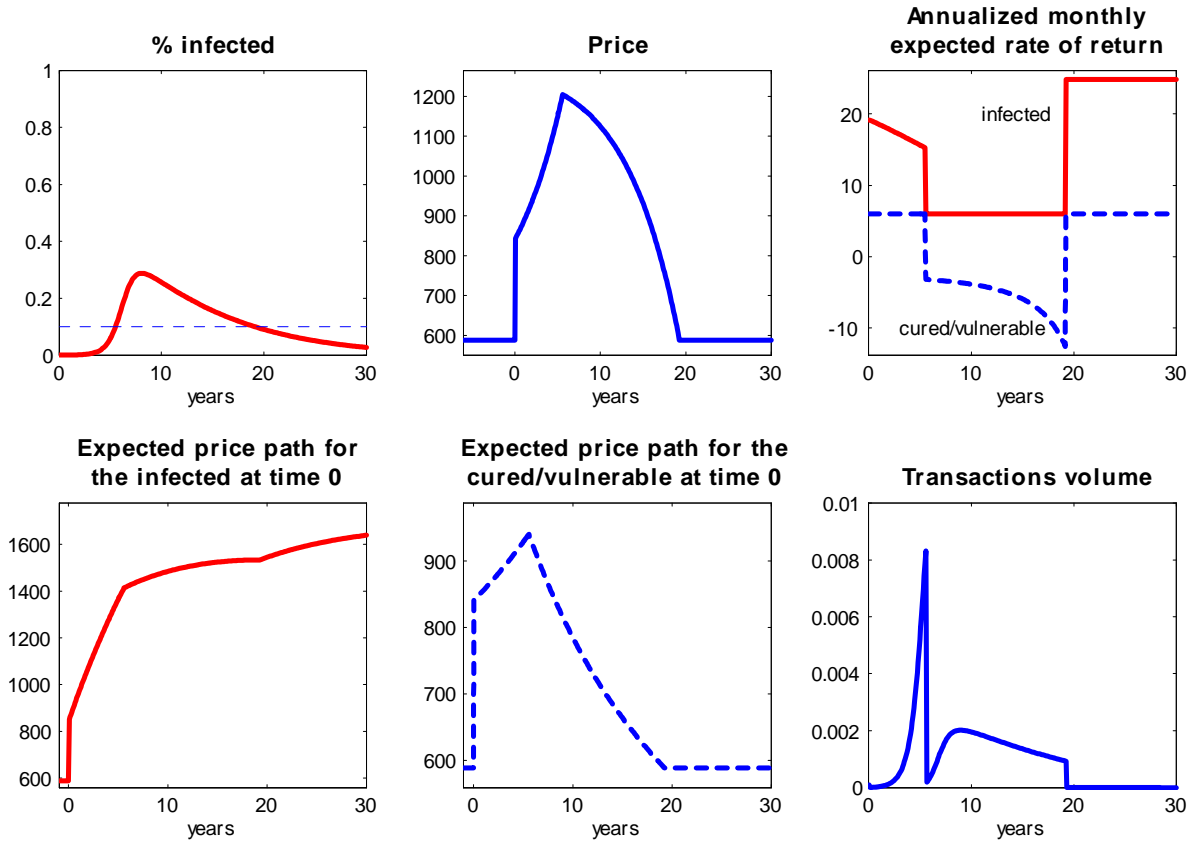 % infected
1
0.8
0.6
0.4
0.2
0
0 10 20 30
years
Price
1200
1100
1000
900
800
700
600
0 10 20 30
years
Annualized monthly
expected rate of return
20
10
0
-10
infected
cured/vulnerable
0 10 20 30
years
Expected price path for
the infected at time 0
1600
1400
1200
1000
800
600
0 10 20 30
years
Expected price path for the
cured/vulnerable at time 0
900
800
700
600
0 10 20 30
years
Transactions volume
0.01
0.008
0.006
0.004
0.002
0
0 10 20 30
years